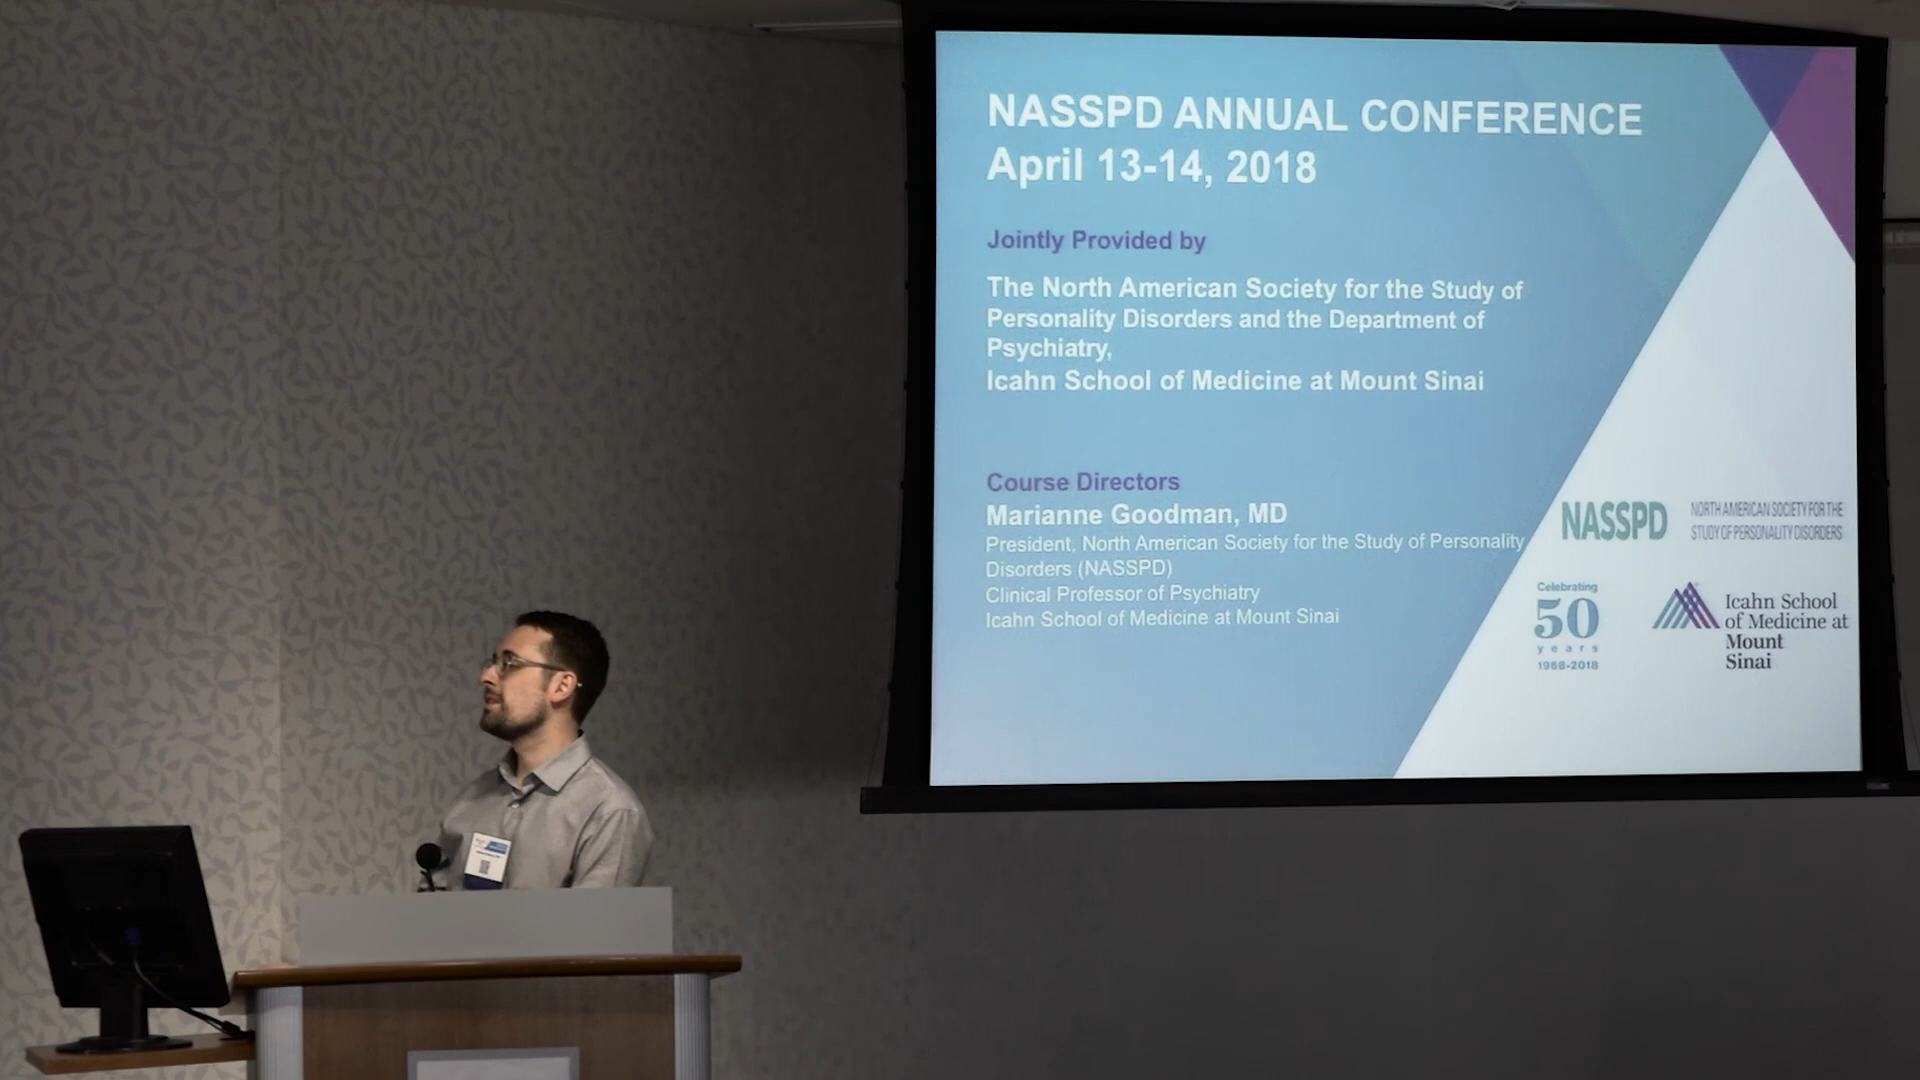 NASSPD ANNUAL CONFERENCE
April 13-14, 2018
Jointly Provided by
The North American Society for the Study of
Personality Disorders and the Department of
Psychiatry,
Icahn School of Medicine at Mount Sinai
Course Directors
Marianne Goodman, MD
President, North American Society for the Study of Personality
Disorders (NASSPD)
Clinical Professor of Psychiatry
Icahn School of Medicine at Mount Sinai
NASSPD
NORTH AMERICAN SOCIETY FOR THE
STUDY OF PERSONALITY DISORDERS
Celebrating
50
years
1968-2018
Icahn School
of Medicine at
Mount
Sinai